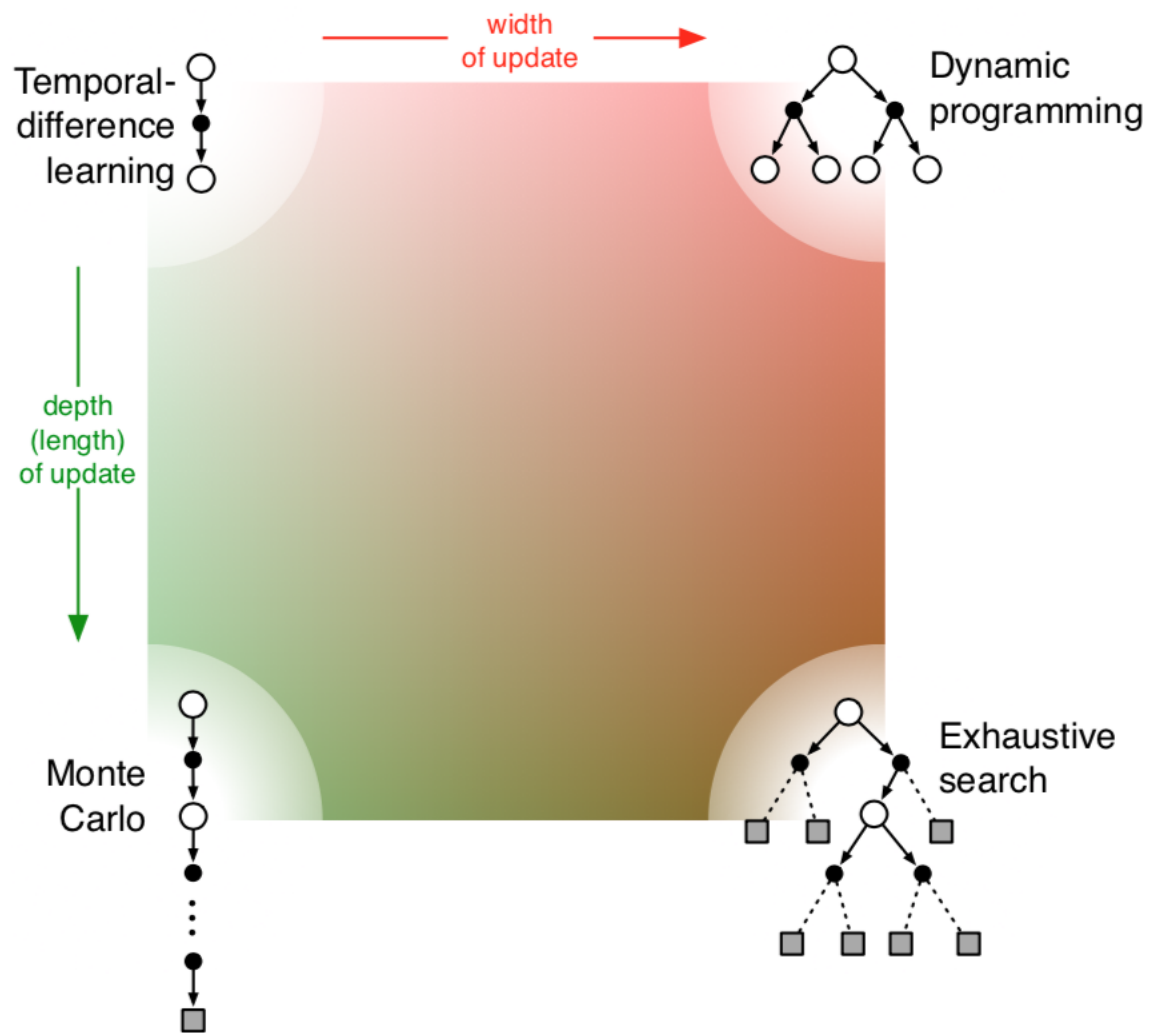 width
of update
Temporal-
difference
learning
Dynamic
programming
depth
(length)
of update
Monte
Carlo
Exhaustive
search